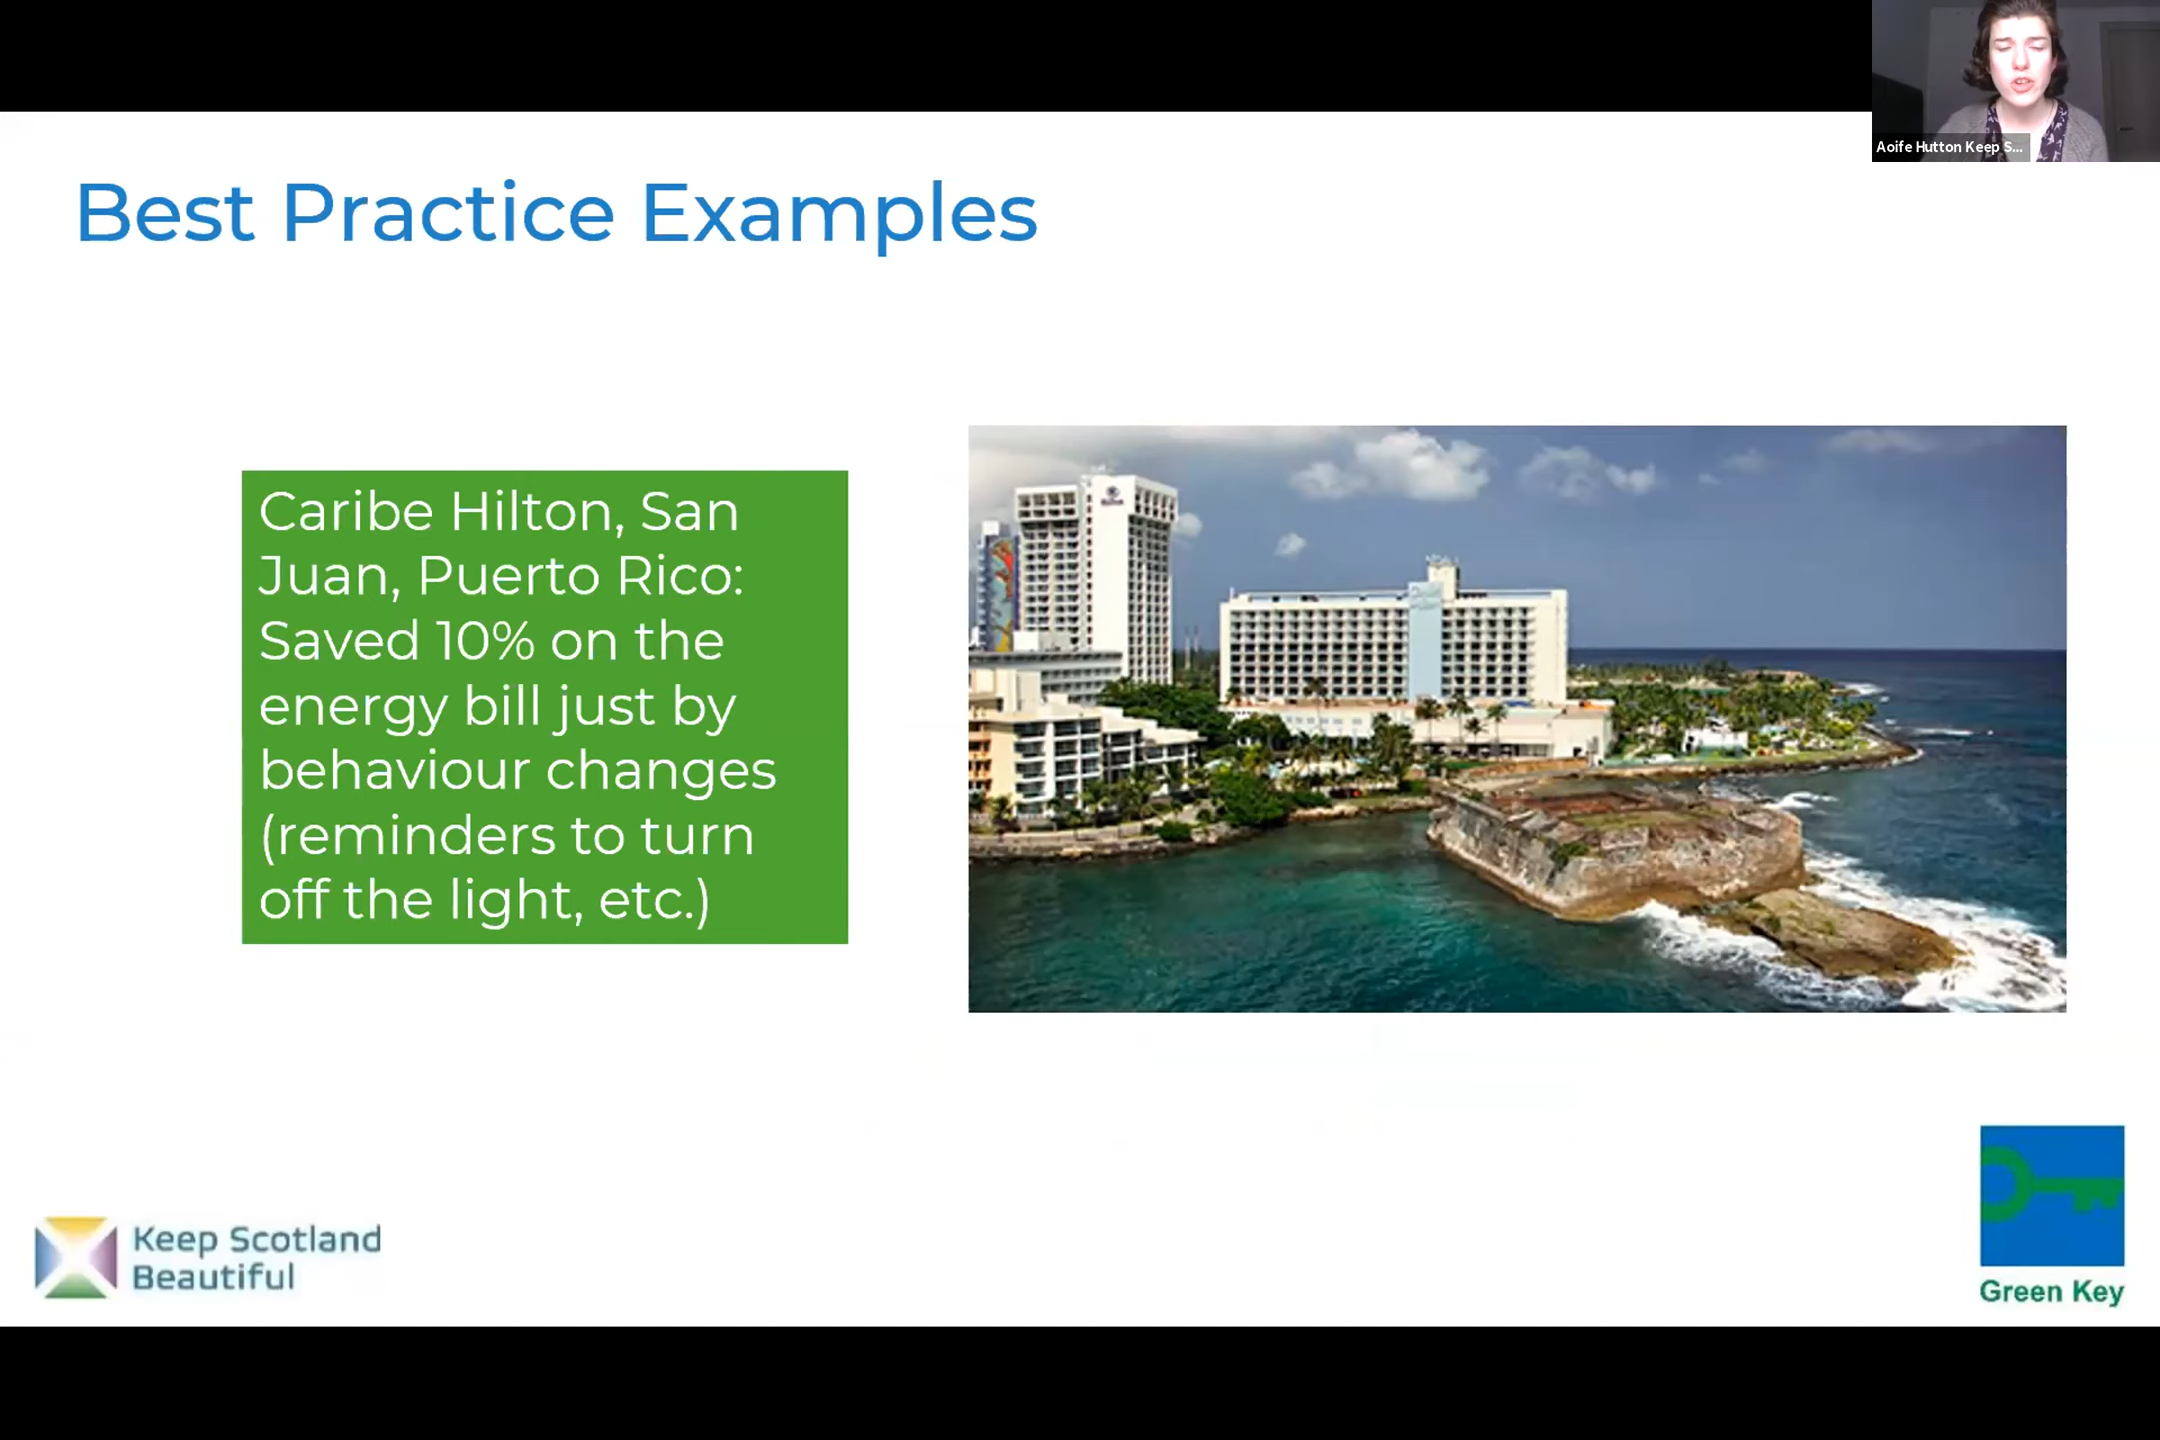 Aoife Hutton Keep S...
Best Practice Examples
Caribe Hilton, San
Juan, Puerto Rico:
Saved 10% on the
energy bill just by
behaviour changes
(reminders to turn
off the light, etc.)
Keep Scotland
Beautiful
Green Key